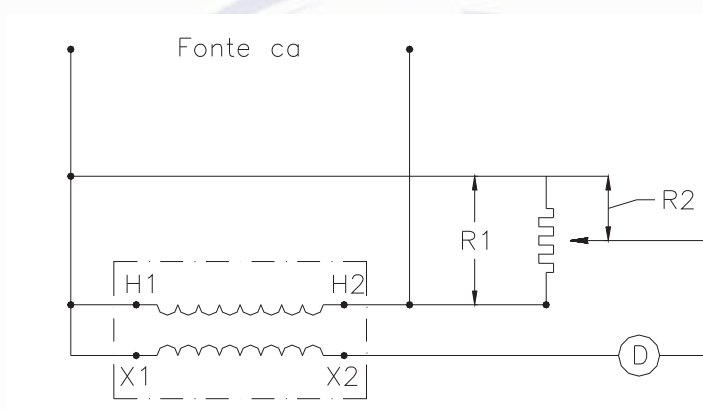 Fonte ca
R2
R1
H1 H2
D
X1 X2